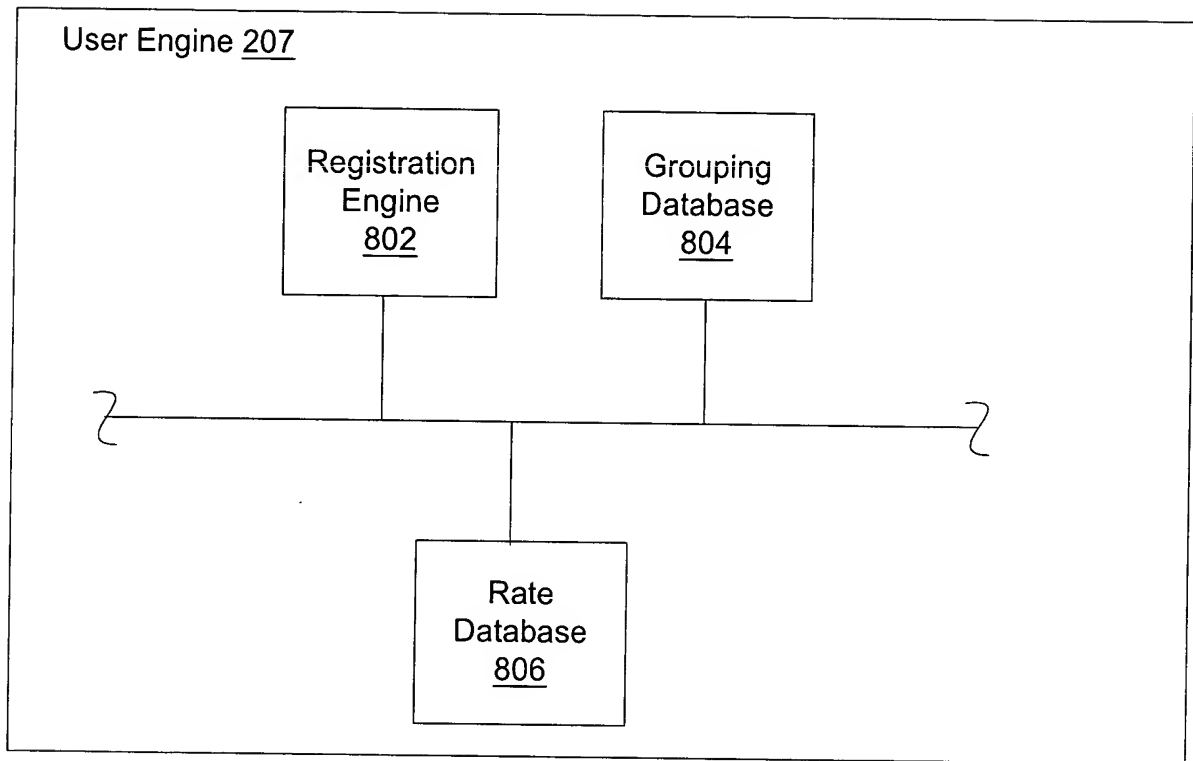 User Engine 207
Registration
Engine
802
Grouping
Database
804
Rate
Database
806